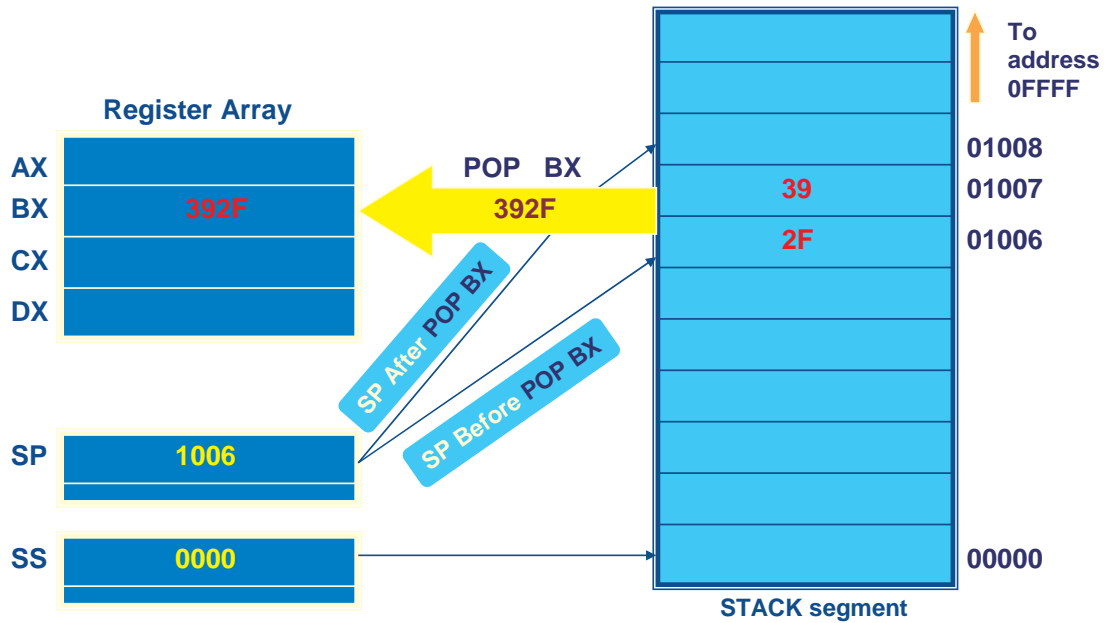 To
address
0FFFF
Register Array
AX
BX
CX
DX
392F
POP BX
392F
01008
39
01007
2F
01006
SP After POP BX
SP Before POP BX
SP
1006
SS
0000
00000
STACK segment